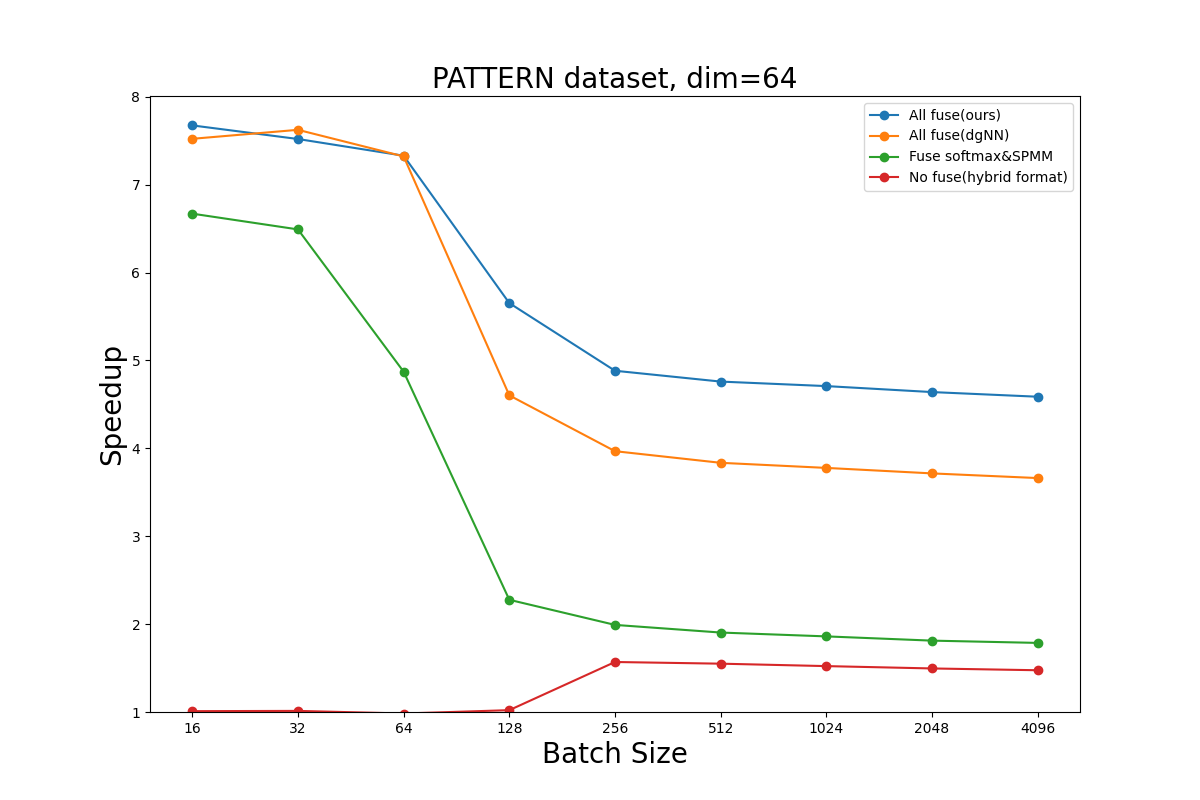 PATTERN dataset, dim=64
8
7
6
5
4
3
2
1
Speedup
All fuse(ours)
All fuse(dgNN)
Fuse softmax&SPMM
No fuse(hybrid format)
16 32 64 128 256 512 1024 2048 4096
Batch Size